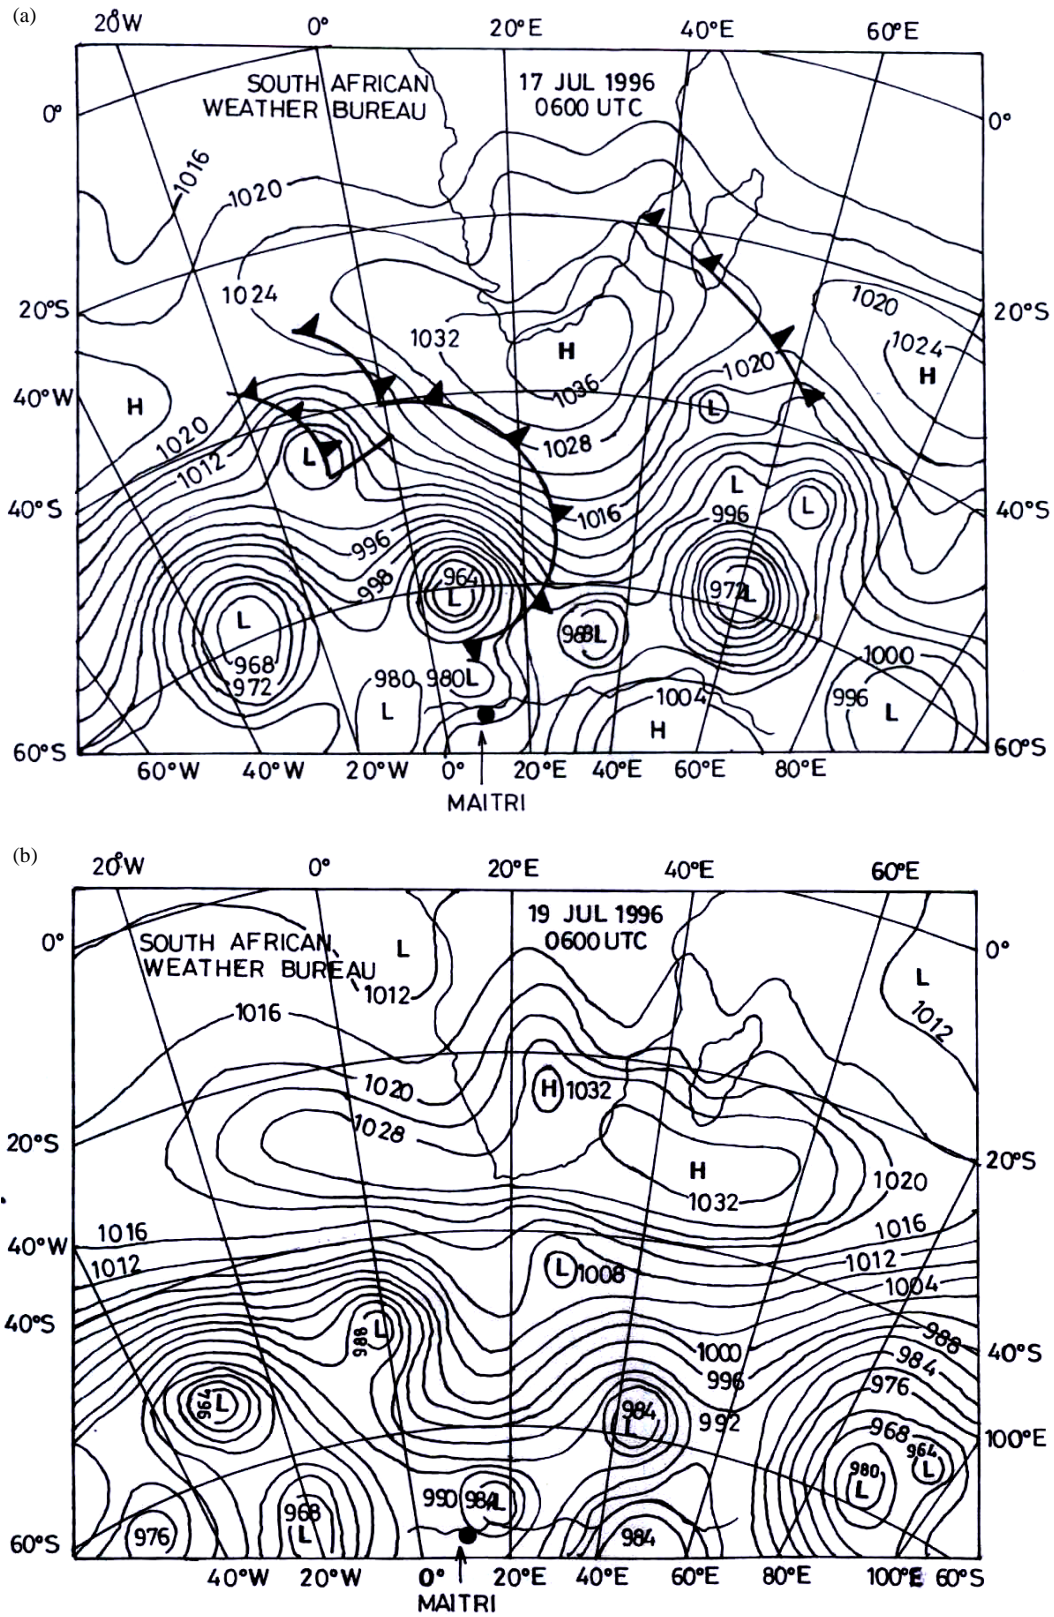 (a)
20°W 0° 20°E 40°E 60°E
SOUTH AFRICAN 17 JUL 1996
WEATHER BUREAU 0600 UTC
0° 0°
1016
1020
1024
1020
20°S 20°S
1032
H
1024
H
1036
1020
40°W
H
L
1020
1028
1012
L
L
L
40°S 40°S
1016
996
996
998
964
L
972
L
L
L
1000
968
972
980 980L
1004
996
L
L
H
60°S 60°S
60°W 40°W 20°W 0° 20°E 40°E 60°E 80°E
MAITRI
(b)
20°W 0° 20°E 40°E 60°E
19 JUL 1996
SOUTH AFRICAN L 0600UTC
0° 0°
WEATHER BUREAU
L
1012
1012
1016
1020
H 1032
1028
20°S 20°S
H
1020
1032
1016 1016
40°W
1012 1012
L 1008
1004
40°S
988
L
988
40°S
1000
984
996
976
964 L
984
L
992
968
100°E
964
L
980
L
990 984L
968
L
976 984
60°S
40°W 20°W 0° 20°E 40°E 60°E 80°E 100°E 60°S
MAITRI